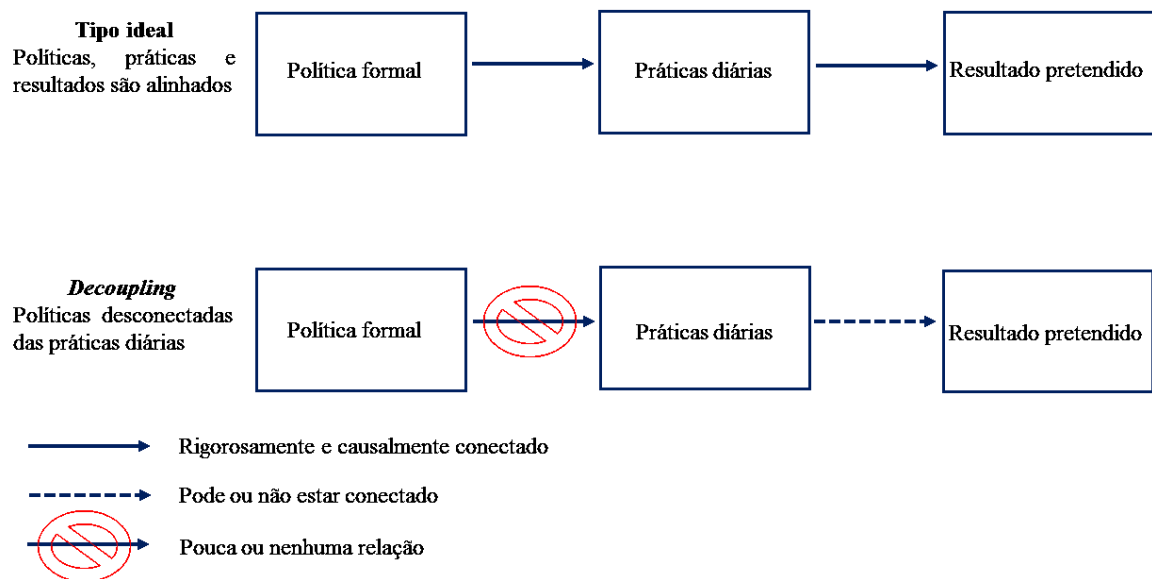 Tipo ideal
Políticas, práticas e
resultados são alinhados
Política formal
Práticas diárias
Resultado pretendido
Decoupling
Políticas desconectadas
das práticas diárias
Política formal
Práticas diárias
Resultado pretendido
Rigorosamente e causalmente conectado
Pode ou não estar conectado
Pouca ou nenhuma relação